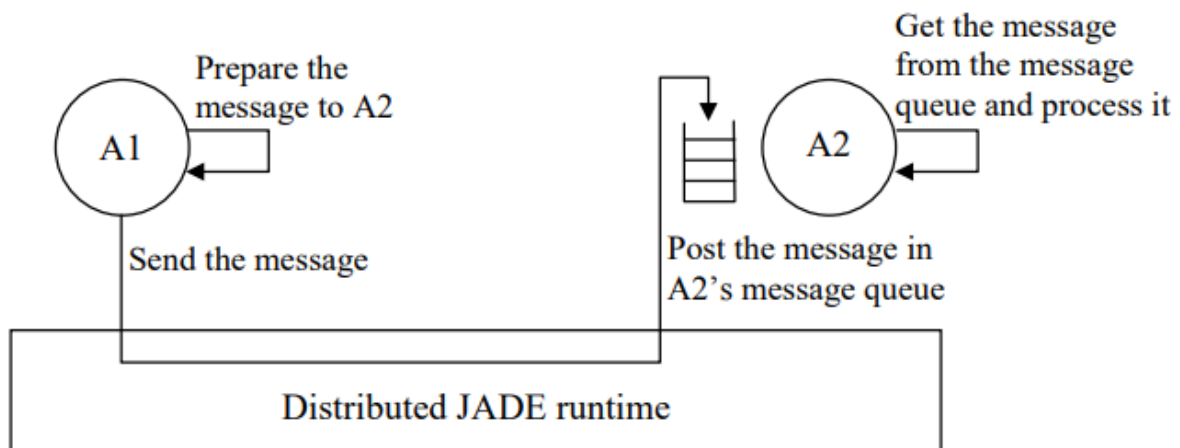 Prepare the
message to A2
A1
Send the message
Get the message
from the message
queue and process it
A2
Post the message in
A2’s message queue
Distributed JADE runtime